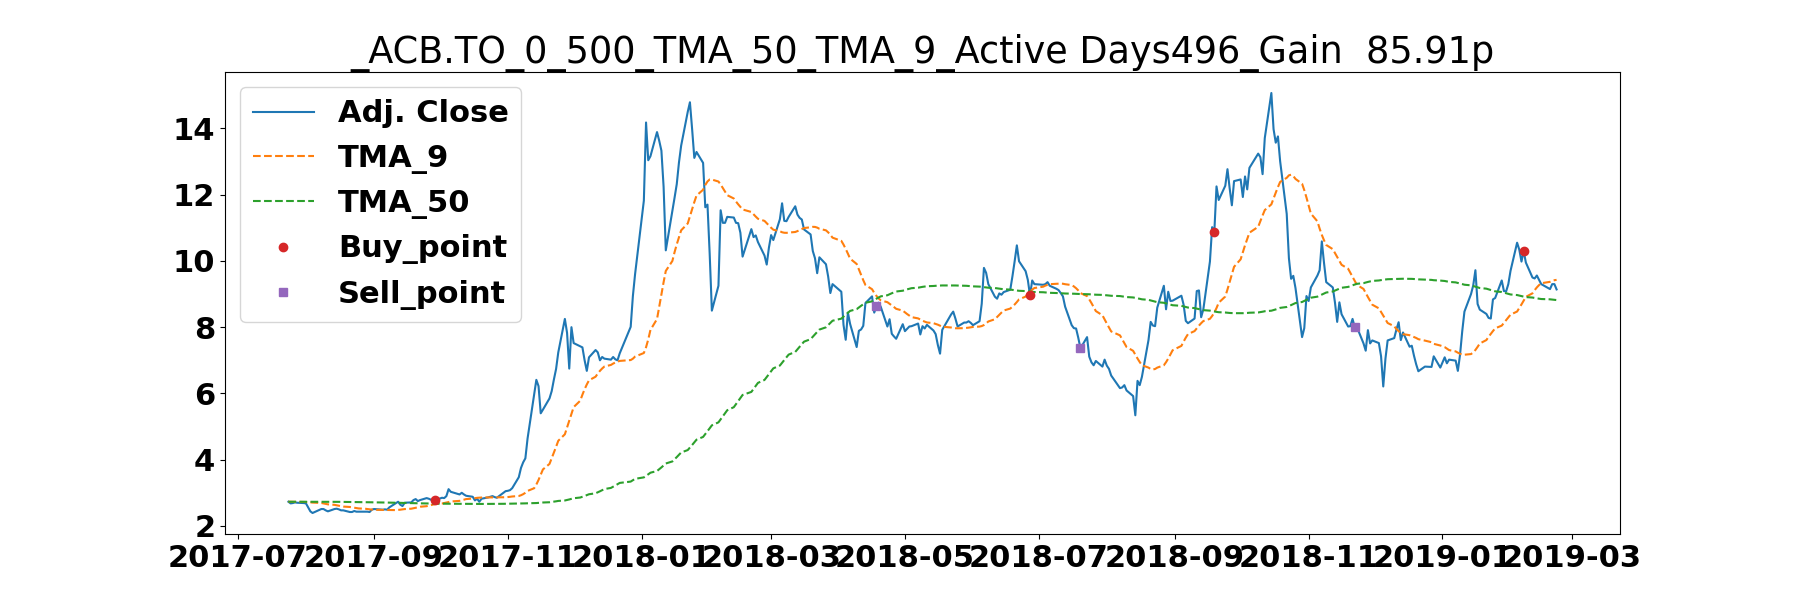 _ACB.TO_0_500_TMA_50_TMA_9_Active Days496_Gain  85.91p
Adj. Close
TMA_9
TMA_50
Buy_point
Sell_point
14
12
10
8
6
4
2
2017-07 2017-09 2017-11 2018-01 2018-03 2018-05 2018-07 2018-09 2018-11 2019-01 2019-03